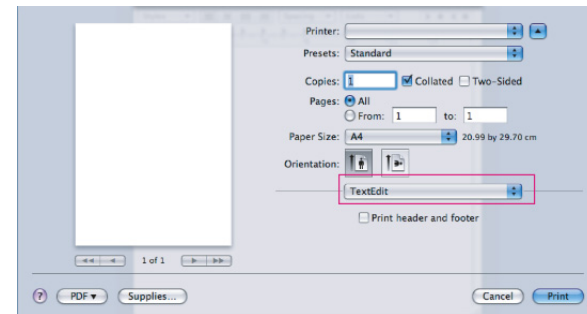 Printer:
Presets: Standard
Copies: 1 Collated Two-Sided
Pages: All
From: 1 to: 1
Paper Size: A4 20.99 by 29.70 cm
Orientation:
TextEdit
Print header and footer
1 of 1
? PDF Supplies... Cancel Print